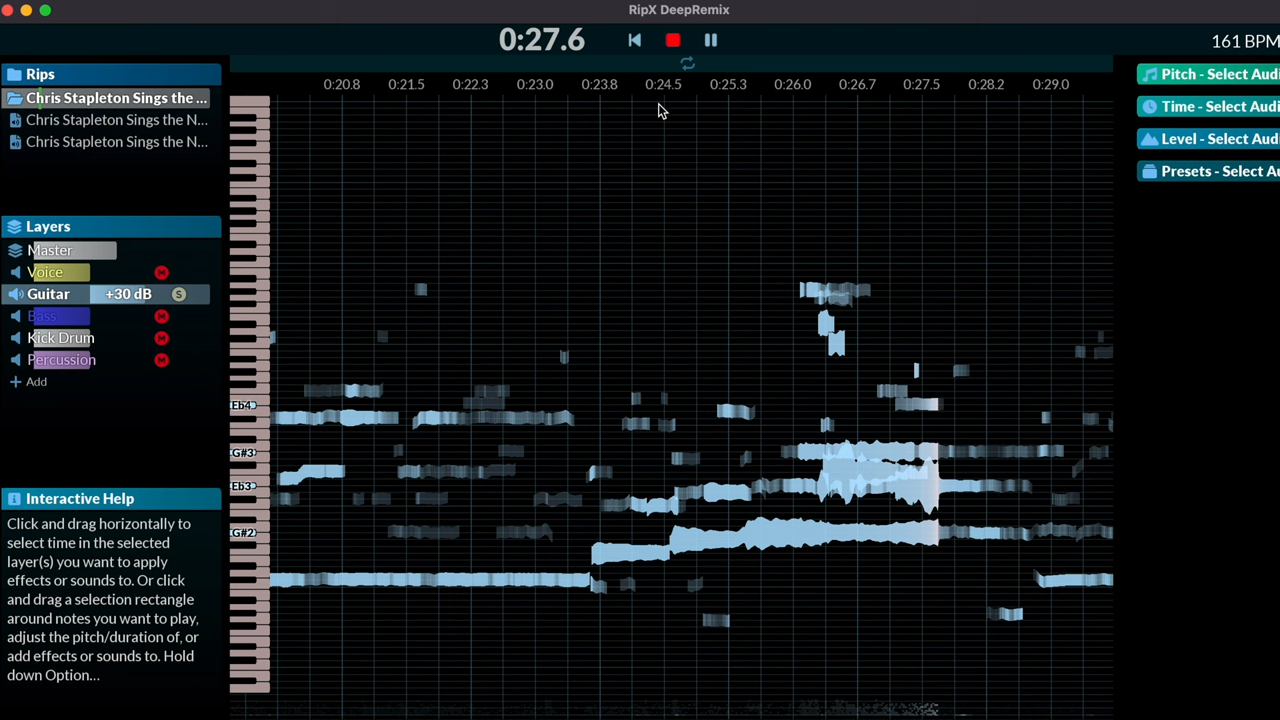 RipX DeepRemix
0:27.6
161 BPM
Rips
Chris Stapleton Sings the ...
Chris Stapleton Sings the N...
Chris Stapleton Sings the N...
0:20.8 0:21.5 0:22.3 0:23.0 0:23.8 0:24.5 0:25.3 0:26.0 0:26.7 0:27.5 0:28.2 0:29.0
Pitch - Select Audi
Time - Select Audi
Level - Select Audi
Presets - Select Au
Layers
Master
Voice M
Guitar +30 dB S
Bass M
Kick Drum M
Percussion M
Add
Eb4
G#3
Eb3
G#2
Interactive Help
Click and drag horizontally to
select time in the selected
layer(s) you want to apply
effects or sounds to. Or click
and drag a selection rectangle
around notes you want to play,
adjust the pitch/duration of, or
add effects or sounds to. Hold
down Option...